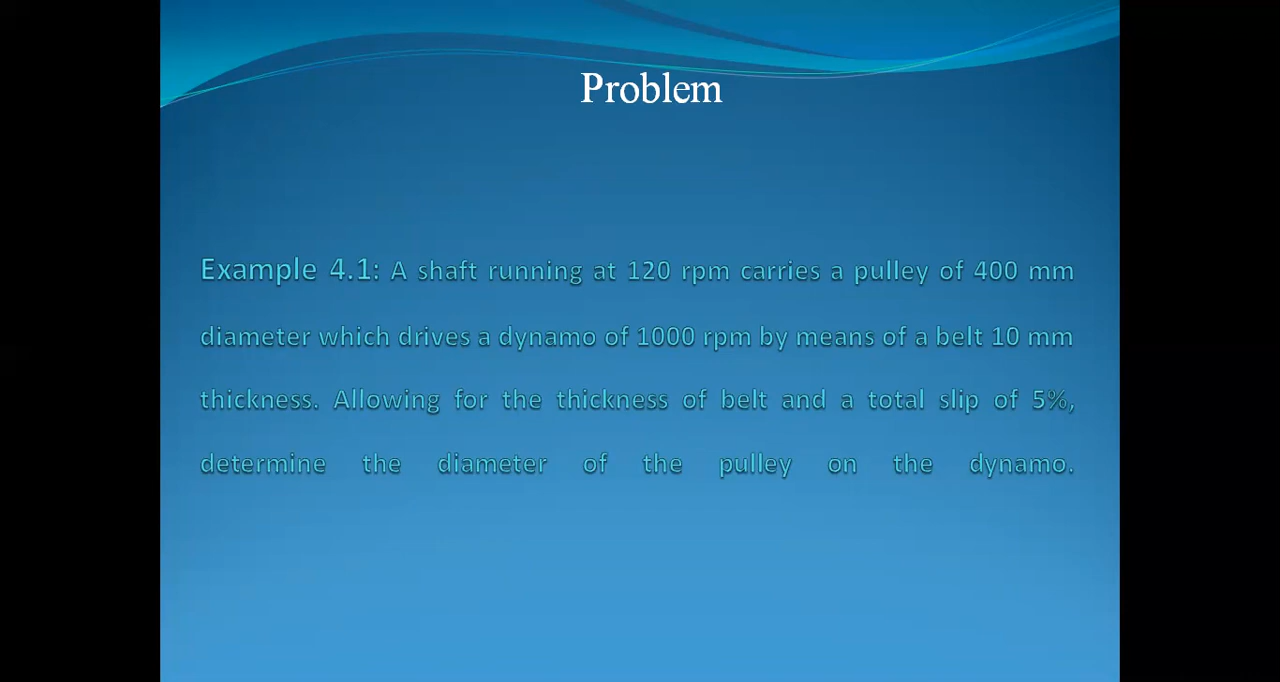 Problem
Example 4.1: A shaft running at 120 rpm carries a pulley of 400 mm
diameter which drives a dynamo of 1000 rpm by means of a belt 10 mm
thickness. Allowing for the thickness of belt and a total slip of 5%,
determine the diameter of the pulley on the dynamo.